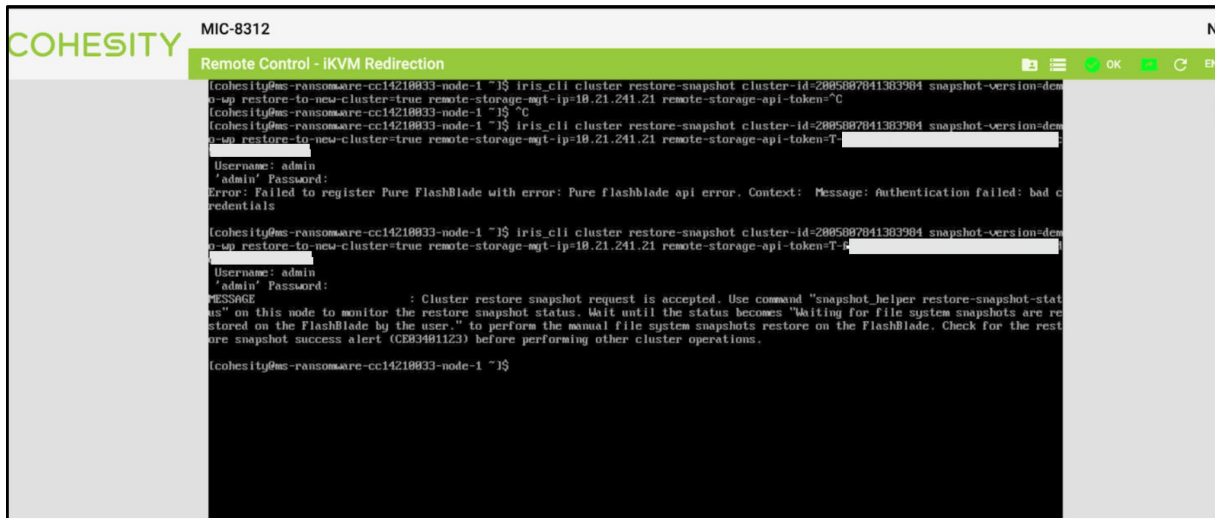 COHESITY
MIC-8312
N
Remote Control - iKVM Redirection
OK
EN
[cohesity@ms-ransomware-cc14210033-node-1 ~]$ iris_cli cluster restore-snapshot cluster-id=2005807841383984 snapshot-version=dem
o-wp restore-to-new-cluster=true remote-storage-mgt-ip=10.21.241.21 remote-storage-api-token=^C
[cohesity@ms-ransomware-cc14210033-node-1 ~]$ ^C
[cohesity@ms-ransomware-cc14210033-node-1 ~]$ iris_cli cluster restore-snapshot cluster-id=2005807841383984 snapshot-version=dem
o-wp restore-to-new-cluster=true remote-storage-mgt-ip=10.21.241.21 remote-storage-api-token=T-
Username: admin
'admin' Password:
Error: Failed to register Pure FlashBlade with error: Pure flashblade api error. Context:  Message: Authentication failed: bad c
redentials
[cohesity@ms-ransomware-cc14210033-node-1 ~]$ iris_cli cluster restore-snapshot cluster-id=2005807841383984 snapshot-version=dem
o-wp restore-to-new-cluster=true remote-storage-mgt-ip=10.21.241.21 remote-storage-api-token=T-
Username: admin
'admin' Password:
MESSAGE : Cluster restore snapshot request is accepted. Use command "snapshot_helper restore-snapshot-stat
us" on this node to monitor the restore snapshot status. Wait until the status becomes "Waiting for file system snapshots are re
stored on the FlashBlade by the user." to perform the manual file system snapshots restore on the FlashBlade. Check for the rest
ore snapshot success alert (CE03401123) before performing other cluster operations.
[cohesity@ms-ransomware-cc14210033-node-1 ~]$